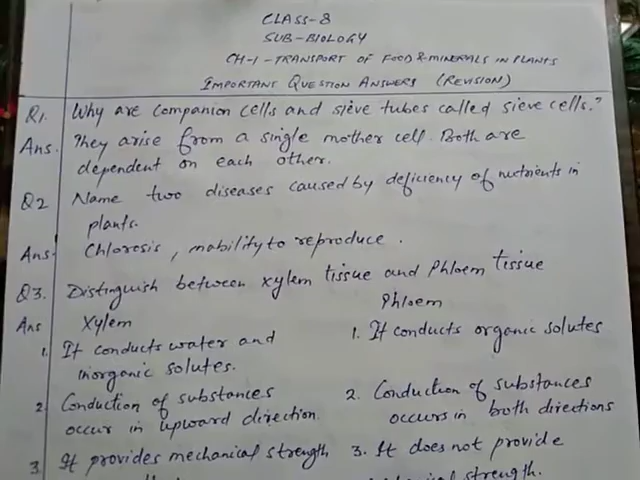 CLASS-8
SUB-BIOLOGY
CH-1-TRANSPORT OF FOOD & MINERALS IN PLANTS
IMPORTANT QUESTION ANSWERS (REVISION)
Q1. Why are companion cells and sieve tubes called sieve cells.?
Ans. They arise from a single mother cell. Both are
dependent on each other.
Q2 Name two diseases caused by deficiency of nutrients in
plants.
Ans. Chlorosis, inability to reproduce.
Q3. Distinguish between xylem tissue and Phloem tissue
Ans Xylem Phloem
1. It conducts water and 1. It conducts organic solutes
inorganic solutes.
2. Conduction of substances 2. Conduction of substances
occur in upward direction. occurs in both directions
3. It provides mechanical strength 3. It does not provide
strength.